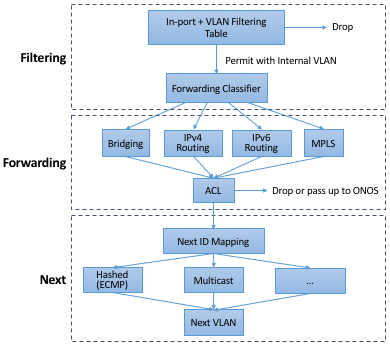 In-port + VLAN Filtering
Table
Drop
Filtering
Permit with Internal VLAN
Forwarding Classifier
Bridging
IPv4
Routing
IPv6
Routing
MPLS
Forwarding
ACL
Drop or pass up to ONOS
Next ID Mapping
Next
Hashed
(ECMP)
Multicast
...
Next VLAN